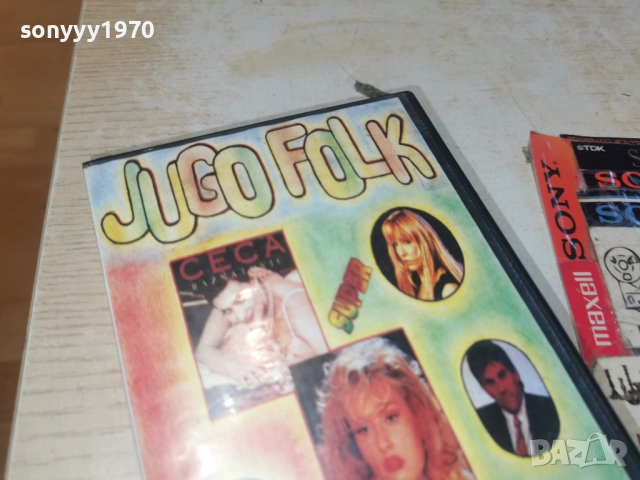 sonyyy1970
JUGO FOLK
CECA
SUPER
TDK
SONY
maxell
BAZAR